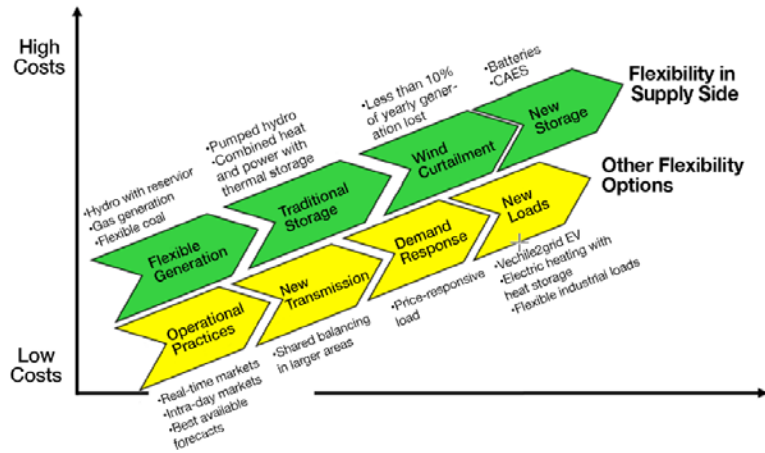 High
Costs
Low
Costs
•Hydro with reservior
•Gas generation
•Flexible coal
Flexible
Generation
•Pumped hydro
•Combined heat
and power with
thermal storage
Traditional
Storage
•Less than 10%
of yearly gener-
ation lost
Wind
Curtailment
•Batteries
•CAES
New
Storage
Flexibility in
Supply Side
Other Flexibility
Options
Operational
Practices
•Real-time markets
•Intra-day markets
•Best available
forecasts
New
Transmission
•Shared balancing
in larger areas
Demand
Response
•Price-responsive
load
New
Loads
•Vechile2grid EV
•Electric heating with
heat storage
•Flexible industrial loads